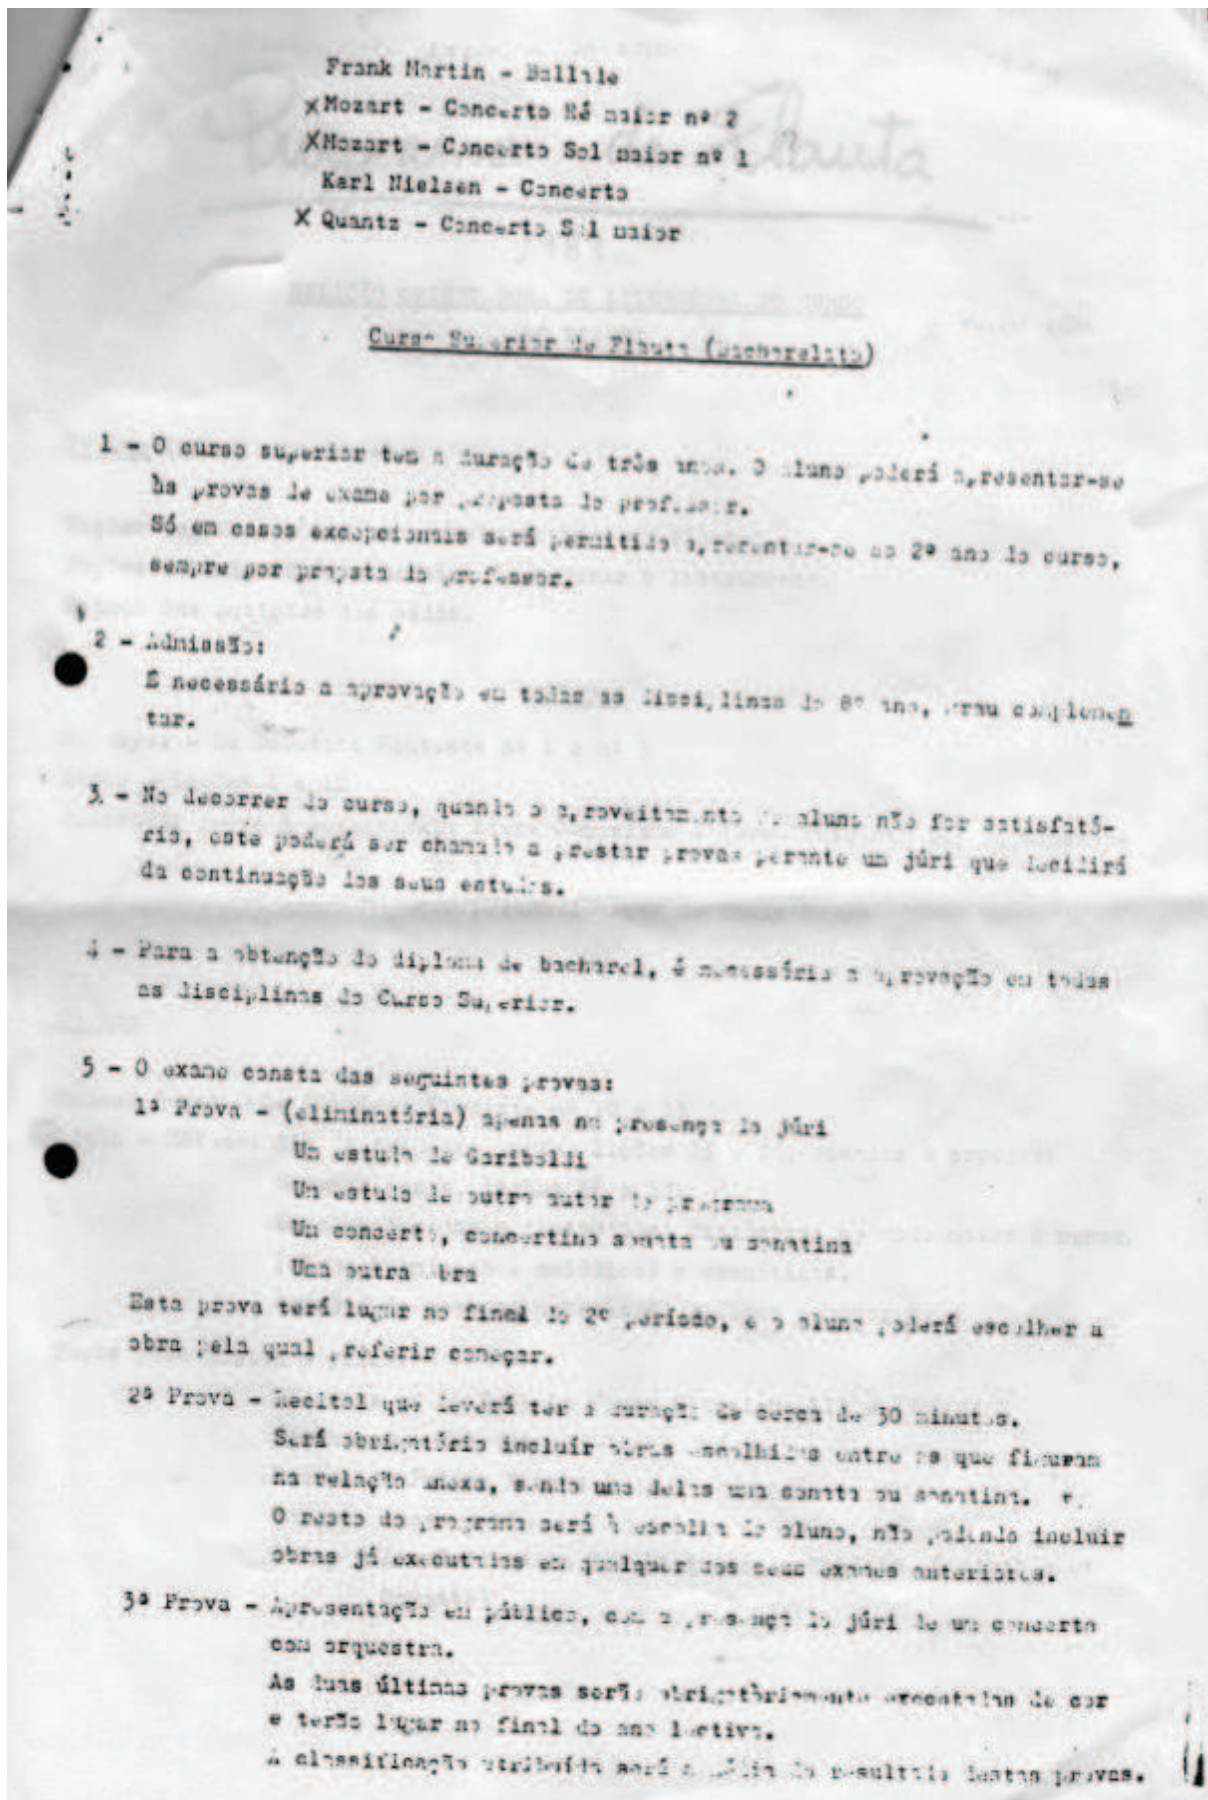 Frank Martin - Ballade
X Mozart - Concerto Ré maior nº 2
X Mozart - Concerto Sol maior nº 1
Karl Nielsen - Concerto
X Quantz - Concerto Sol maior
Flauta
Curso Superior de Flauta (Bacharelato)
1 - O curso superior tem a duração de três anos. O aluno poderá apresentar-se
às provas de exame por proposta do professor.
Só em casos excepcionais será permitido apresentar-se ao 2º ano do curso,
sempre por proposta do professor.
2 - Admissão:
É necessário a aprovação em todas as disciplinas do 8º ano, grau complemen
tar.
3 - No decorrer do curso, quando o aproveitamento do aluno não for satisfató-
rio, este poderá ser chamado a prestar provas perante um júri que decidirá
da continuação dos seus estudos.
4 - Para a obtenção do diploma de bacharel, é necessário a aprovação em todas
as disciplinas do Curso Superior.
5 - O exame consta das seguintes provas:
1ª Prova - (eliminatória) apenas na presença do júri
Um estudo de Gariboldi
Um estudo de outro autor do programa
Um concerto, concertino sonata ou sonatina
Uma outra obra
Esta prova terá lugar no final do 2º período, e o aluno poderá escolher a
obra pela qual preferir começar.
2ª Prova - Recital que deverá ter a duração de cerca de 30 minutos.
Será obrigatório incluír obras escolhidas entre as que figuram
na relação anexa, sendo uma delas uma sonata ou sonatina.
O resto do programa será à escolha do aluno, não podendo incluir
obras já executadas em qualquer dos seus exames anteriores.
3ª Prova - Apresentação em público, com a presença do júri de um concerto
com orquestra.
As duas últimas provas serão obrigatòriamente executadas de cor
e terão lugar no final do ano lectivo.
A classificação atribuída será a média do resultado destas provas.